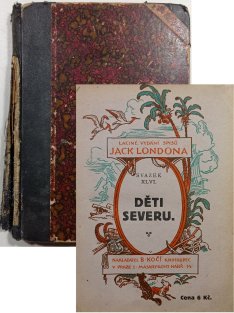 LACINÉ VYDÁNÍ SPISŮ
JACK LONDONA
SVAZEK
XLVI.
DĚTI
SEVERU.
NAKLADATEL B. KOČÍ KNIHKUPEC
V PRAZE I. MASARYKOVO NÁBŘ. 14
Cena 6 Kč.